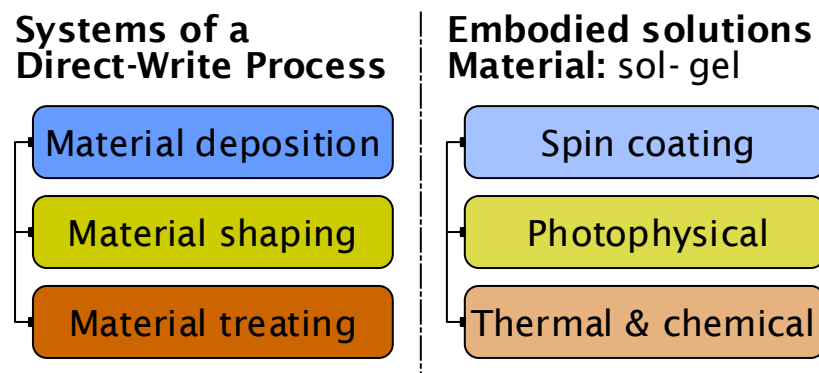 Systems of a
Direct-Write Process
Material deposition
Material shaping
Material treating
Embodied solutions
Material: sol-gel
Spin coating
Photophysical
Thermal & chemical